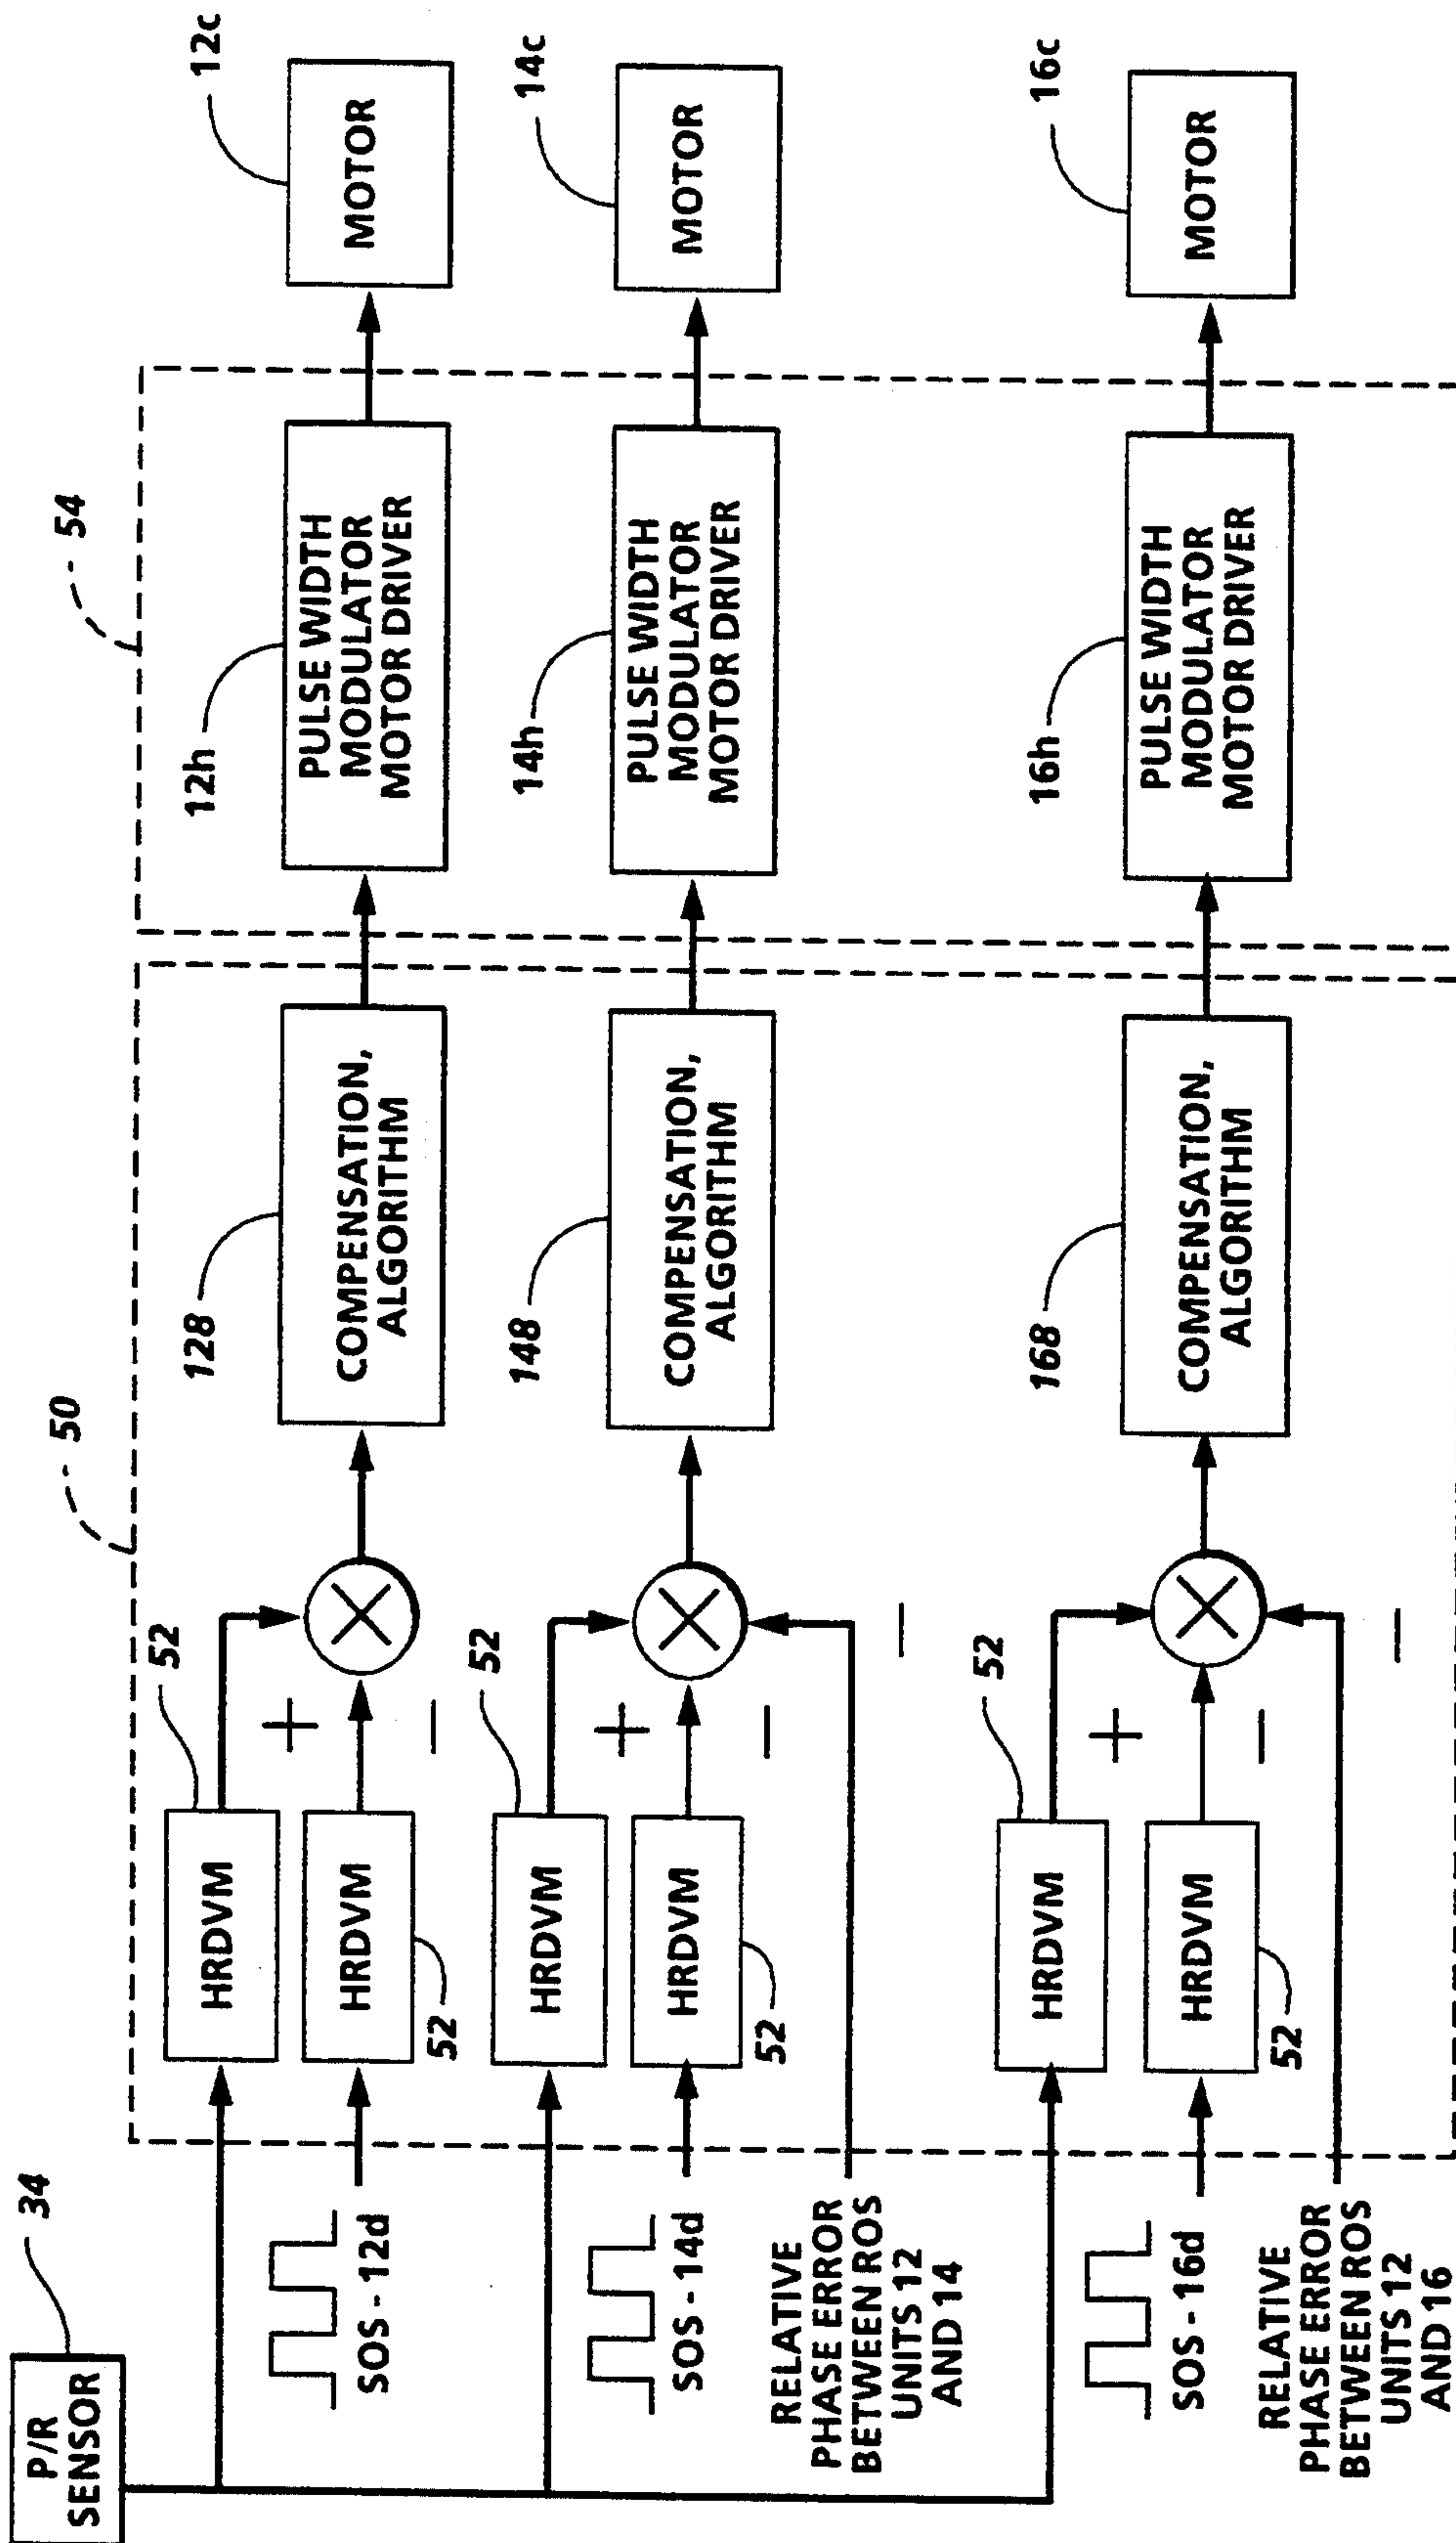 P/R
SENSOR
34
50
54
HRDVM
52
HRDVM
52
SOS - 12d
+
−
COMPENSATION,
ALGORITHM
128
PULSE WIDTH
MODULATOR
MOTOR DRIVER
12h
MOTOR
12c
HRDVM
52
HRDVM
52
SOS - 14d
+
−
−
RELATIVE
PHASE ERROR
BETWEEN ROS
UNITS 12
AND 14
COMPENSATION,
ALGORITHM
148
PULSE WIDTH
MODULATOR
MOTOR DRIVER
14h
MOTOR
14c
HRDVM
52
HRDVM
52
SOS - 16d
+
−
−
RELATIVE
PHASE ERROR
BETWEEN ROS
UNITS 12
AND 16
COMPENSATION,
ALGORITHM
168
PULSE WIDTH
MODULATOR
MOTOR DRIVER
16h
MOTOR
16c